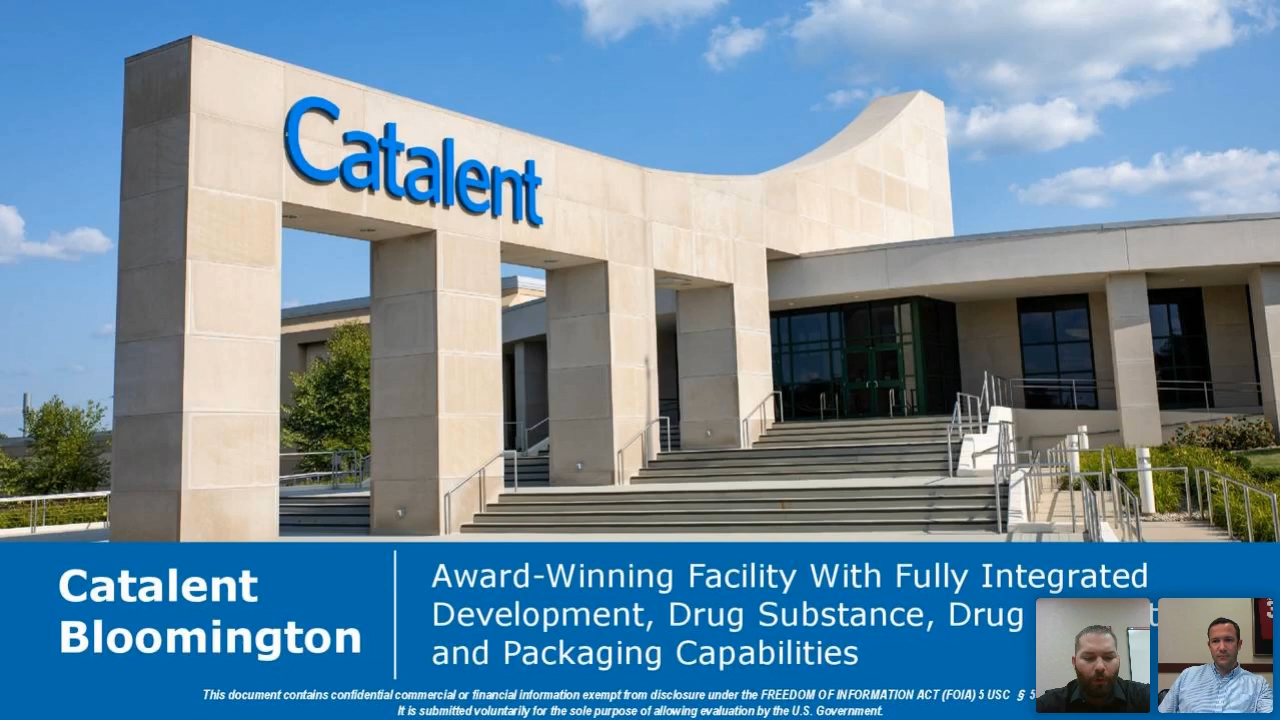 Catalent
Catalent
Bloomington
Award-Winning Facility With Fully Integrated
Development, Drug Substance, Drug
and Packaging Capabilities
This document contains confidential commercial or financial information exempt from disclosure under the FREEDOM OF INFORMATION ACT (FOIA) 5 USC § 5
It is submitted voluntarily for the sole purpose of allowing evaluation by the U.S. Government.